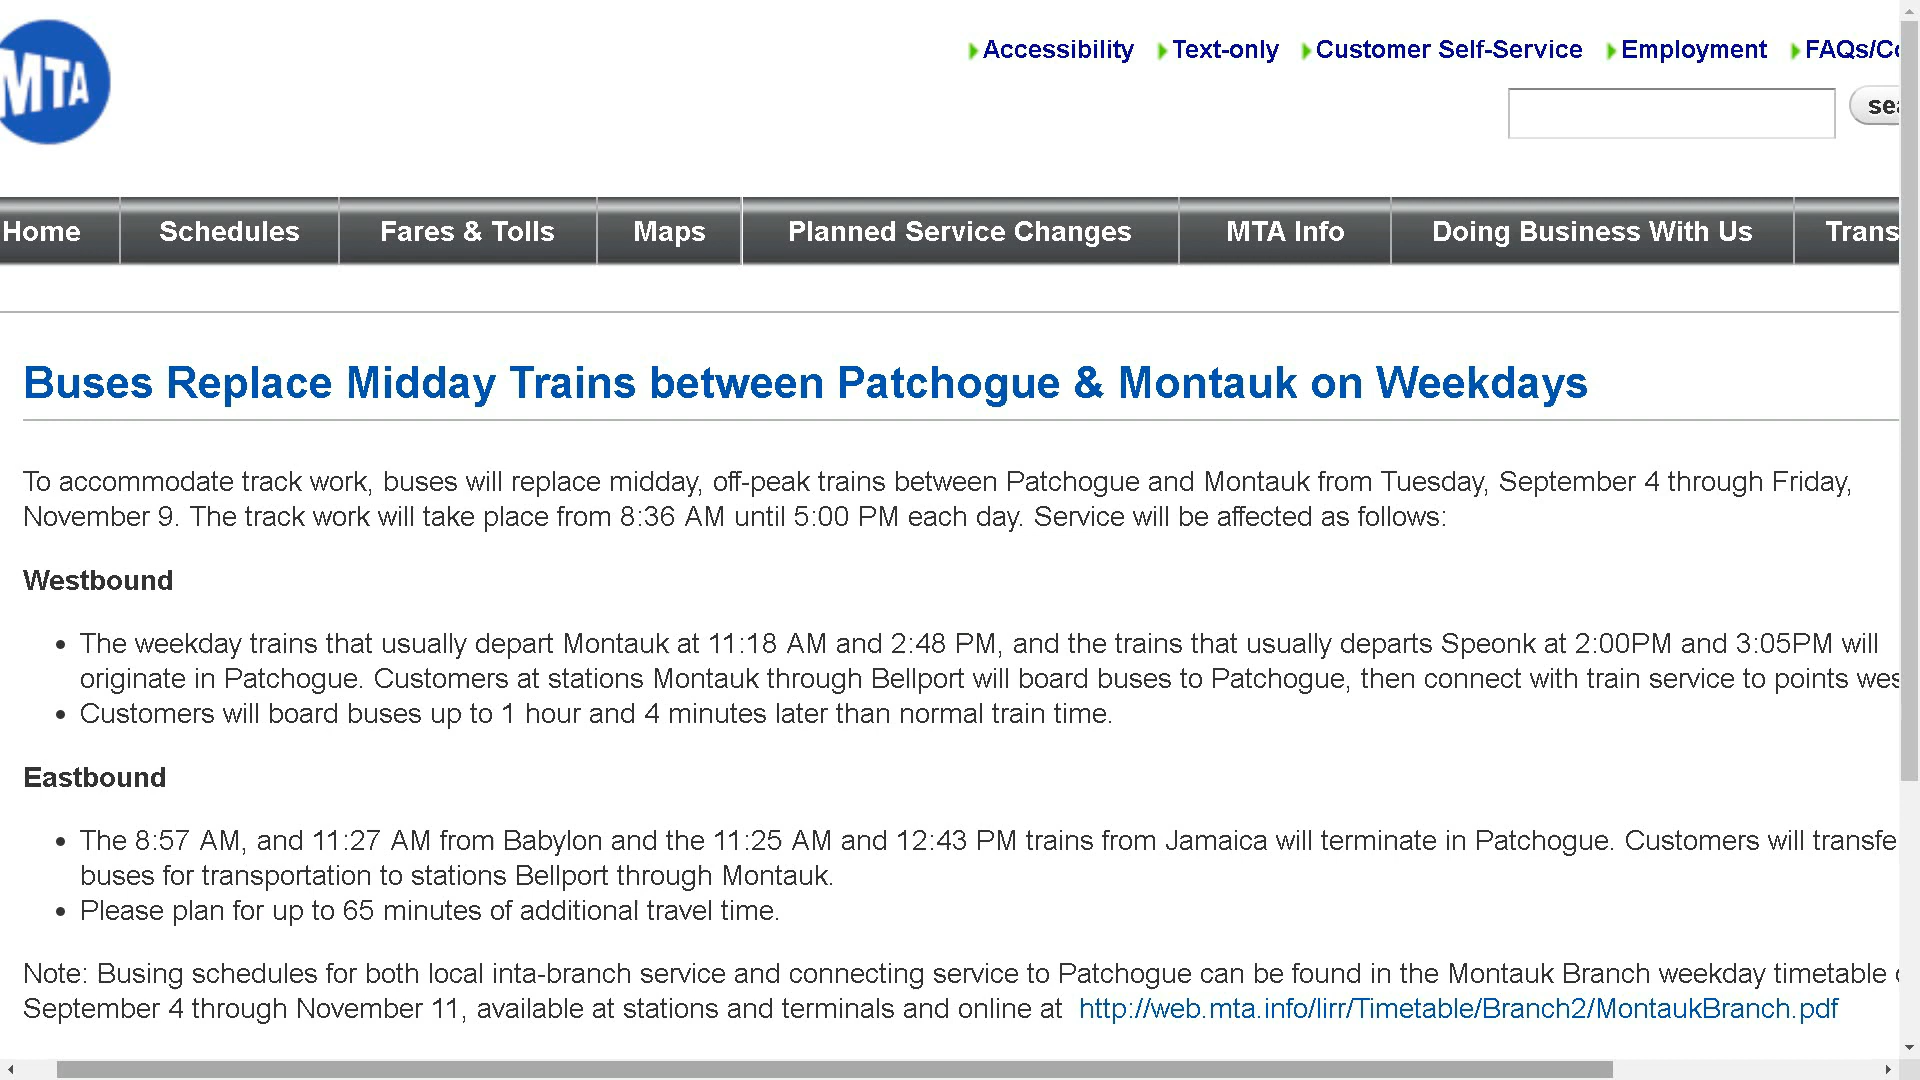 MTA
Accessibility Text-only Customer Self-Service Employment FAQs/Co
sea
Home Schedules Fares & Tolls Maps Planned Service Changes MTA Info Doing Business With Us Trans
Buses Replace Midday Trains between Patchogue & Montauk on Weekdays
To accommodate track work, buses will replace midday, off-peak trains between Patchogue and Montauk from Tuesday, September 4 through Friday,
November 9. The track work will take place from 8:36 AM until 5:00 PM each day. Service will be affected as follows:
Westbound
• The weekday trains that usually depart Montauk at 11:18 AM and 2:48 PM, and the trains that usually departs Speonk at 2:00PM and 3:05PM will
originate in Patchogue. Customers at stations Montauk through Bellport will board buses to Patchogue, then connect with train service to points wes
• Customers will board buses up to 1 hour and 4 minutes later than normal train time.
Eastbound
• The 8:57 AM, and 11:27 AM from Babylon and the 11:25 AM and 12:43 PM trains from Jamaica will terminate in Patchogue. Customers will transfe
buses for transportation to stations Bellport through Montauk.
• Please plan for up to 65 minutes of additional travel time.
Note: Busing schedules for both local inta-branch service and connecting service to Patchogue can be found in the Montauk Branch weekday timetable
September 4 through November 11, available at stations and terminals and online at http://web.mta.info/lirr/Timetable/Branch2/MontaukBranch.pdf